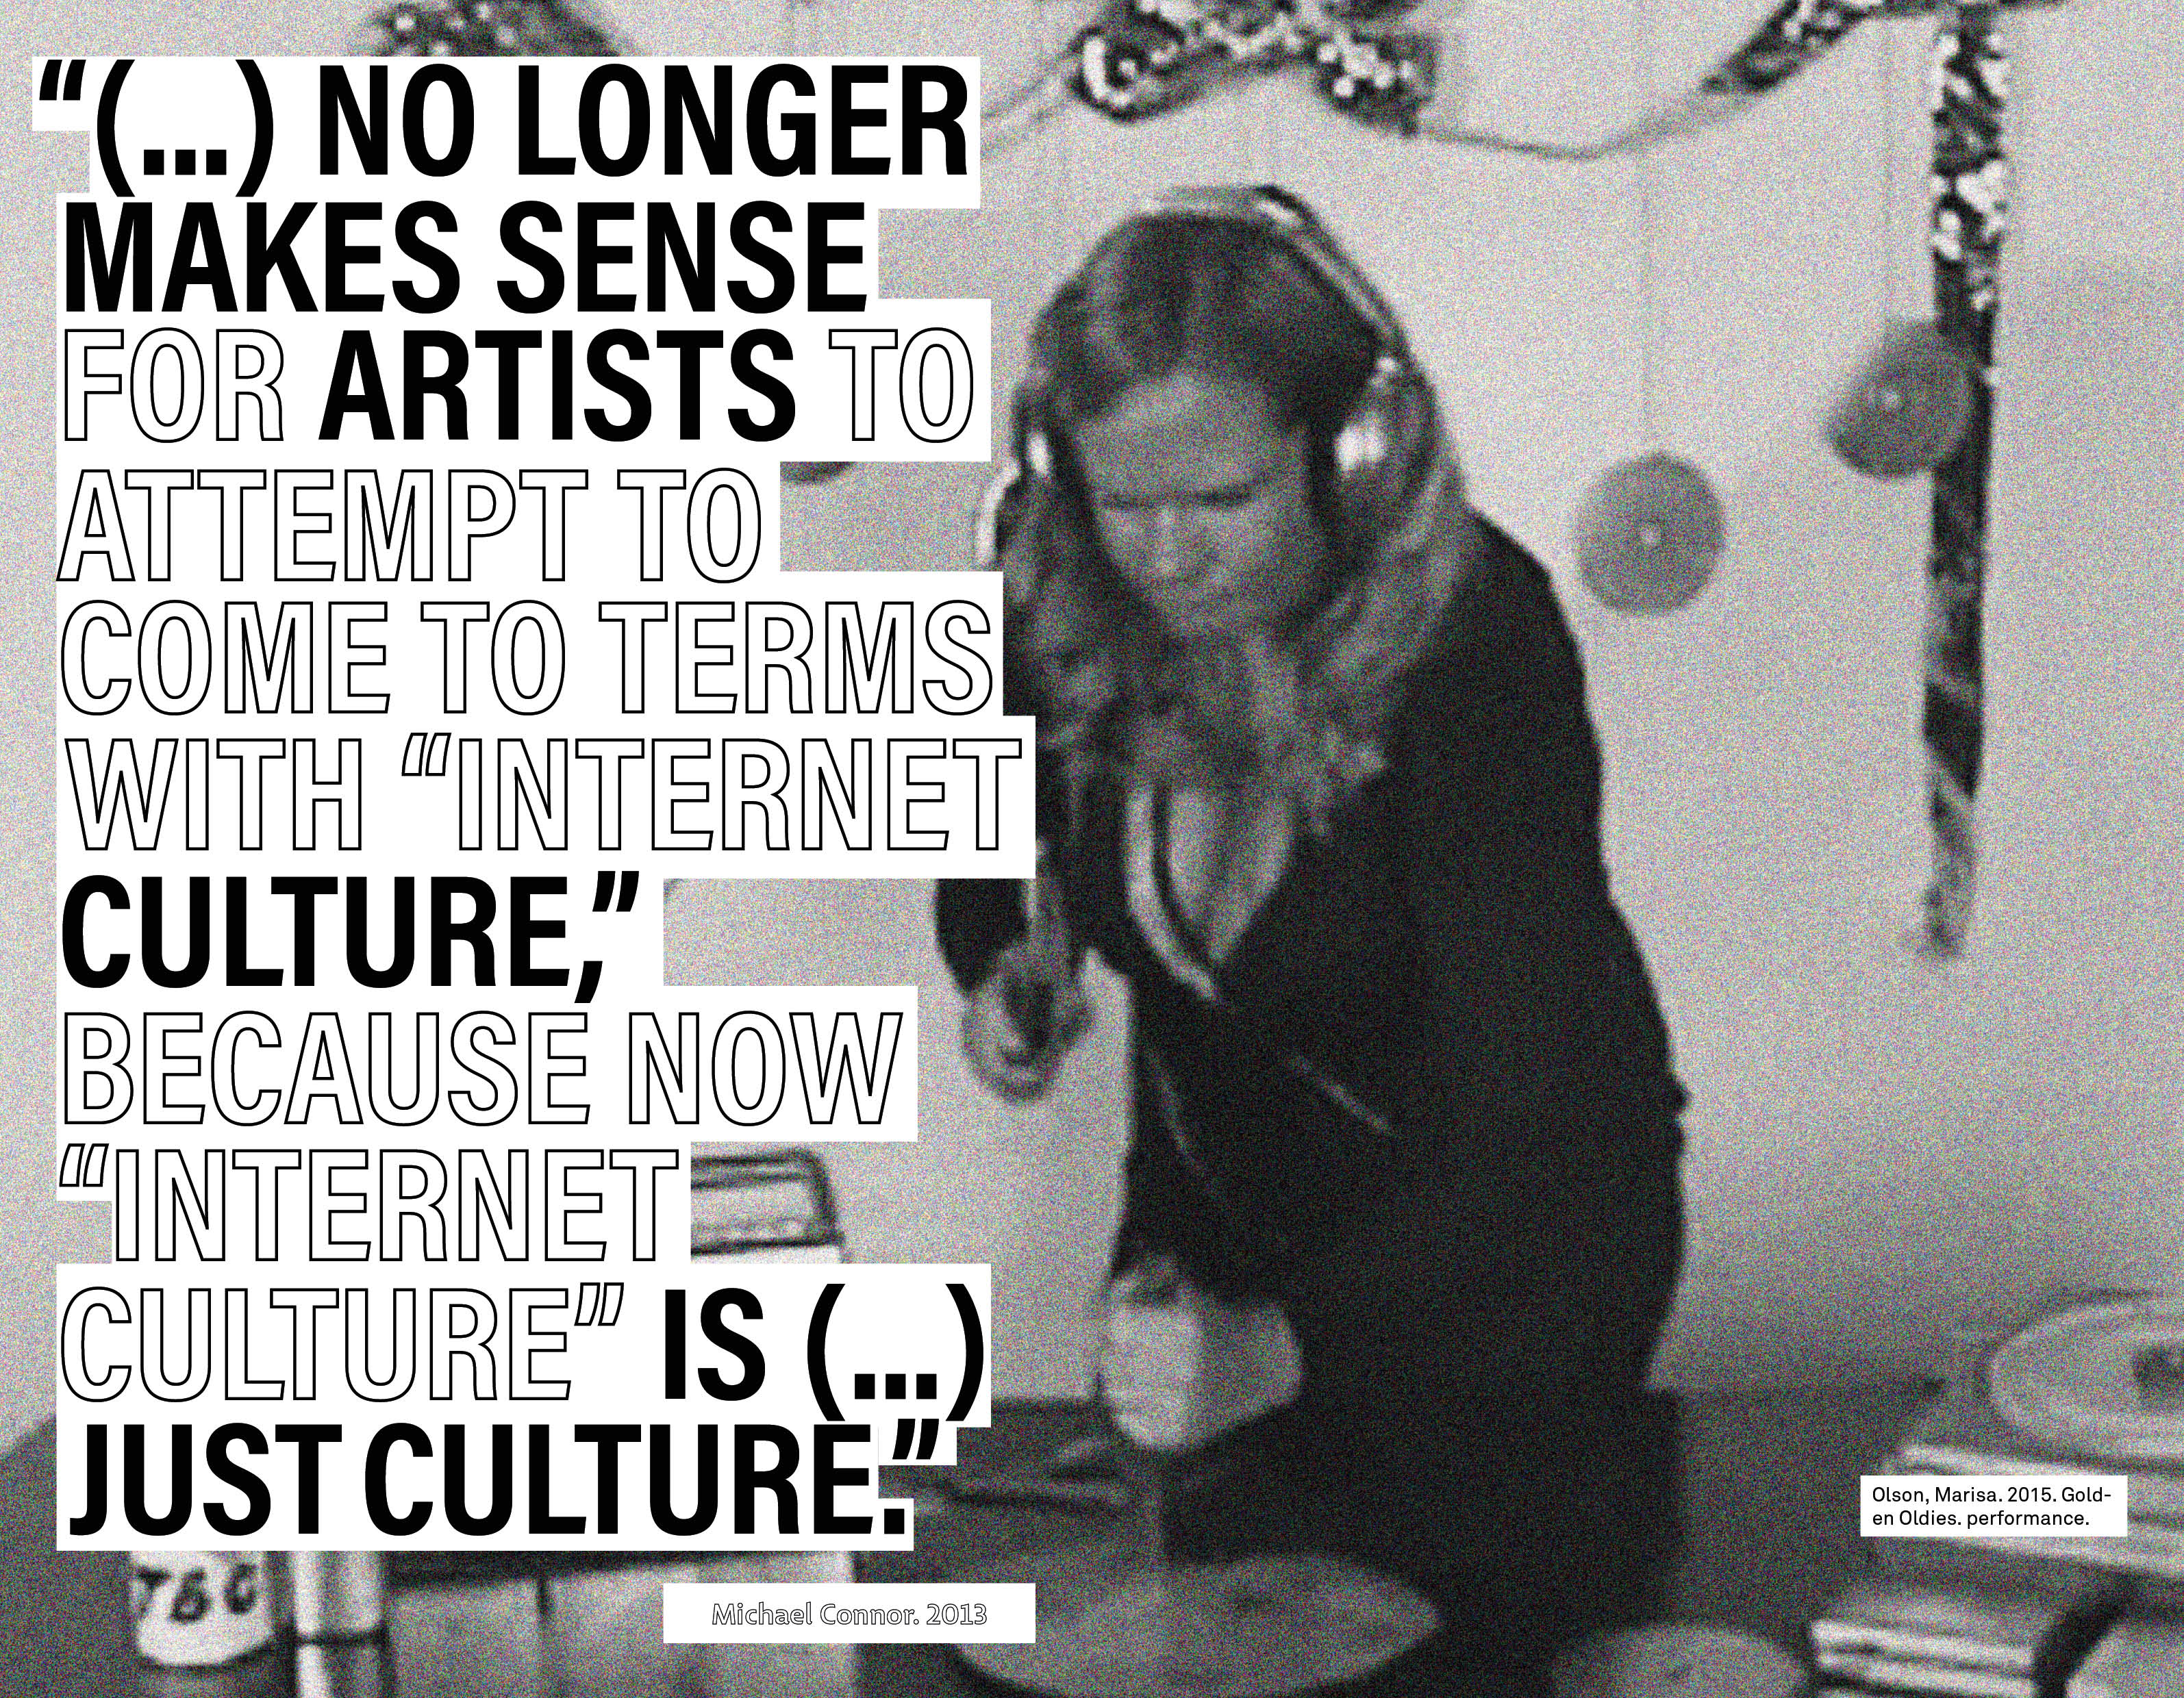 “(...) NO LONGER
MAKES SENSE
FOR ARTISTS TO
ATTEMPT TO
COME TO TERMS
WITH “INTERNET
CULTURE,”
BECAUSE NOW
“INTERNET
CULTURE” IS (...)
JUST CULTURE.”
Michael Connor. 2013
Olson, Marisa. 2015. Gold-
en Oldies. performance.